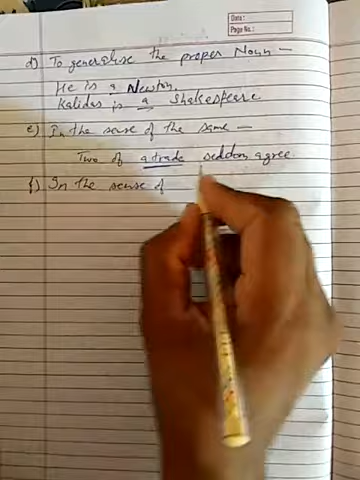 Date:
Page No.:
d) To generalise the proper Noun —
He is a Newton.
Kalidas is a Shakespeare
e) In the sense of the same —
Two of a trade seldom agree.
f) In the sense of